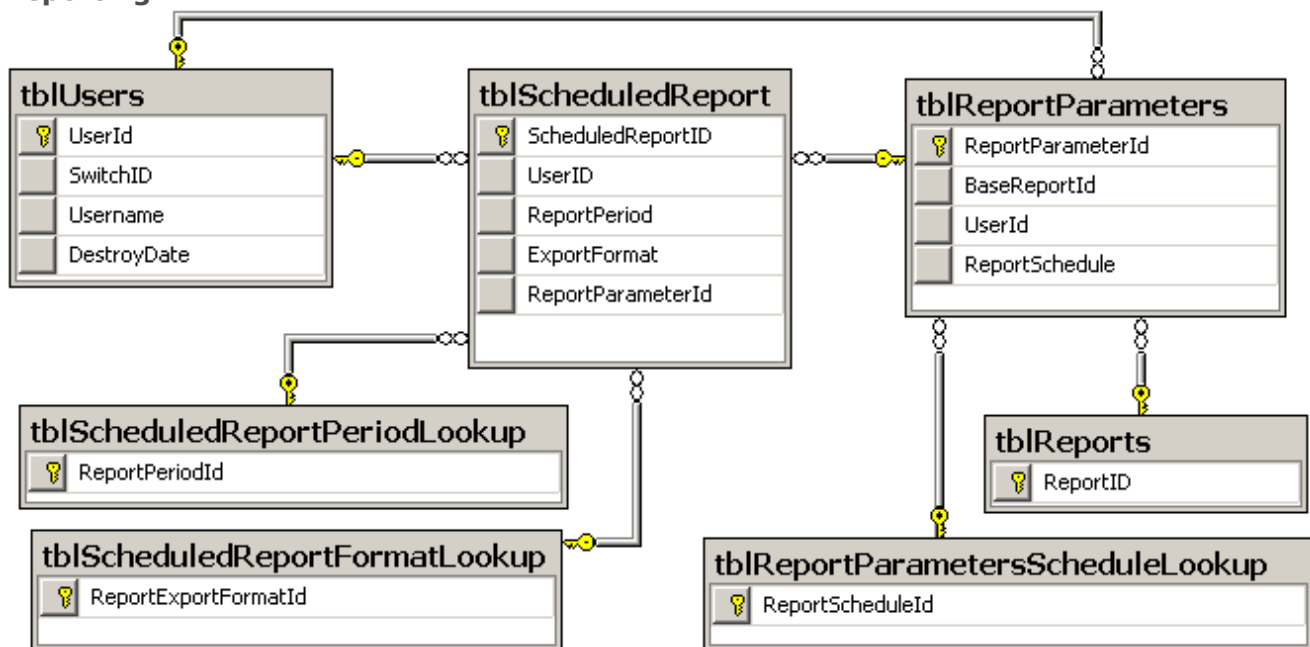 tblUsers
UserId
SwitchID
Username
DestroyDate
tblScheduledReport
ScheduledReportID
UserID
ReportPeriod
ExportFormat
ReportParameterId
tblReportParameters
ReportParameterId
BaseReportId
UserId
ReportSchedule
tblScheduledReportPeriodLookup
ReportPeriodId
tblReports
ReportID
tblScheduledReportFormatLookup
ReportExportFormatId
tblReportParametersScheduleLookup
ReportScheduleId